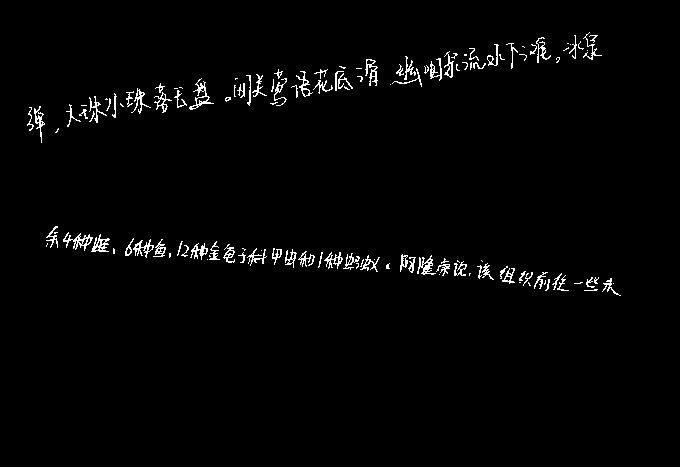 弹,大珠小珠落玉盘。间关莺语花底滑 幽咽泉流水下滩。冰泉
余4种蛙、6种鱼,12种金龟子科甲虫和1种蚂蚁。阿隆索说,该组织前往一些未